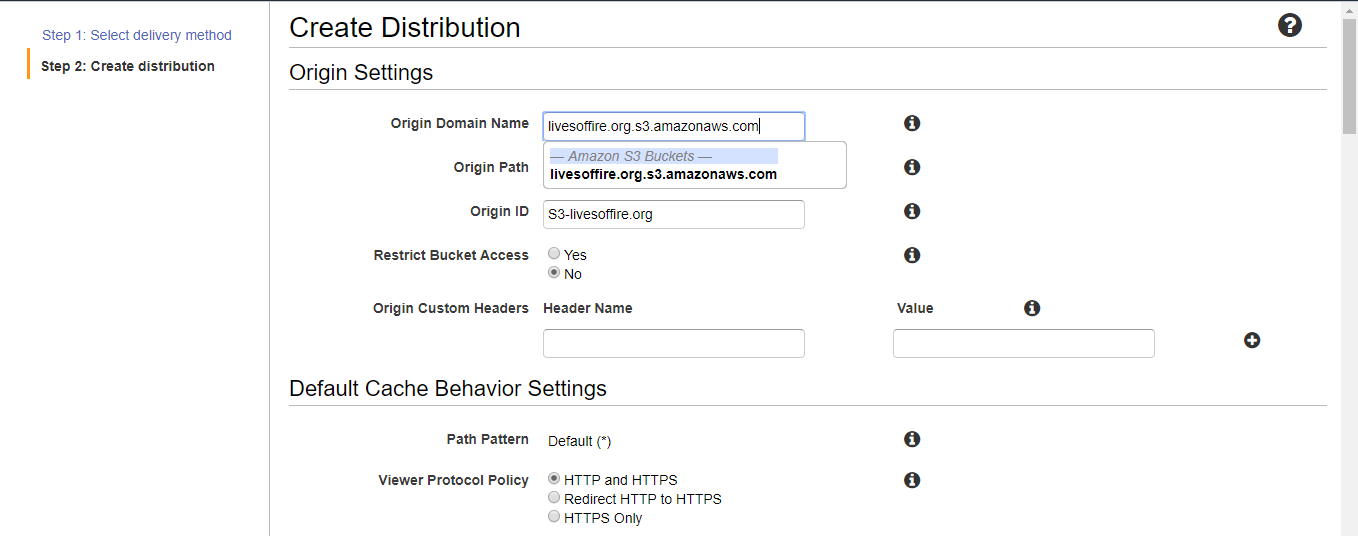 Step 1: Select delivery method
Step 2: Create distribution
Create Distribution
Origin Settings
Origin Domain Name
livesoffire.org.s3.amazonaws.com
— Amazon S3 Buckets —
livesoffire.org.s3.amazonaws.com
Origin Path
Origin ID
S3-livesoffire.org
Restrict Bucket Access
Yes
No
Origin Custom Headers
Header Name
Value
Default Cache Behavior Settings
Path Pattern
Default (*)
Viewer Protocol Policy
HTTP and HTTPS
Redirect HTTP to HTTPS
HTTPS Only